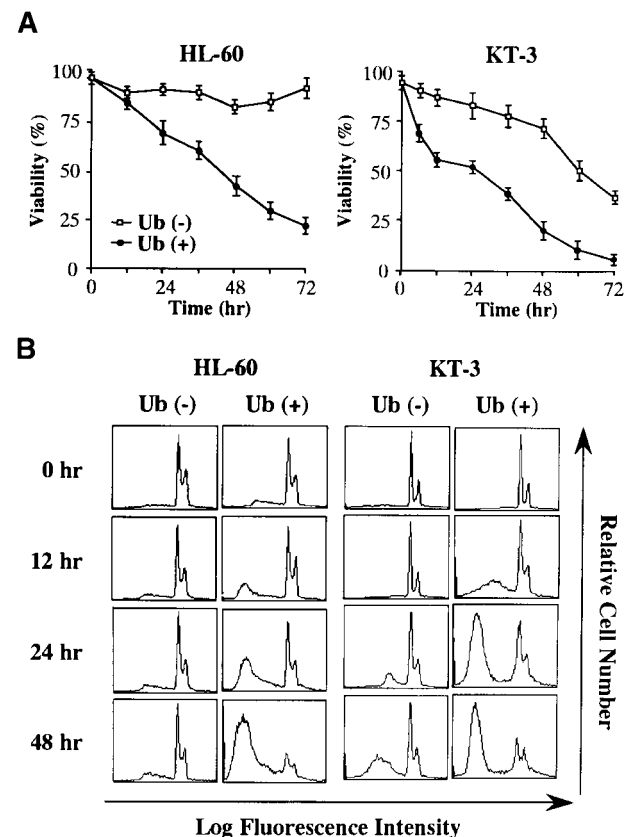 A
HL-60
KT-3
Viability (%)
100
75
50
25
0
Ub (-)
Ub (+)
0 24 48 72
Time (hr)
Viability (%)
100
75
50
25
0
0 24 48 72
Time (hr)
B
HL-60 KT-3
Ub (-) Ub (+) Ub (-) Ub (+)
0 hr
12 hr
24 hr
48 hr
Relative Cell Number
Log Fluorescence Intensity